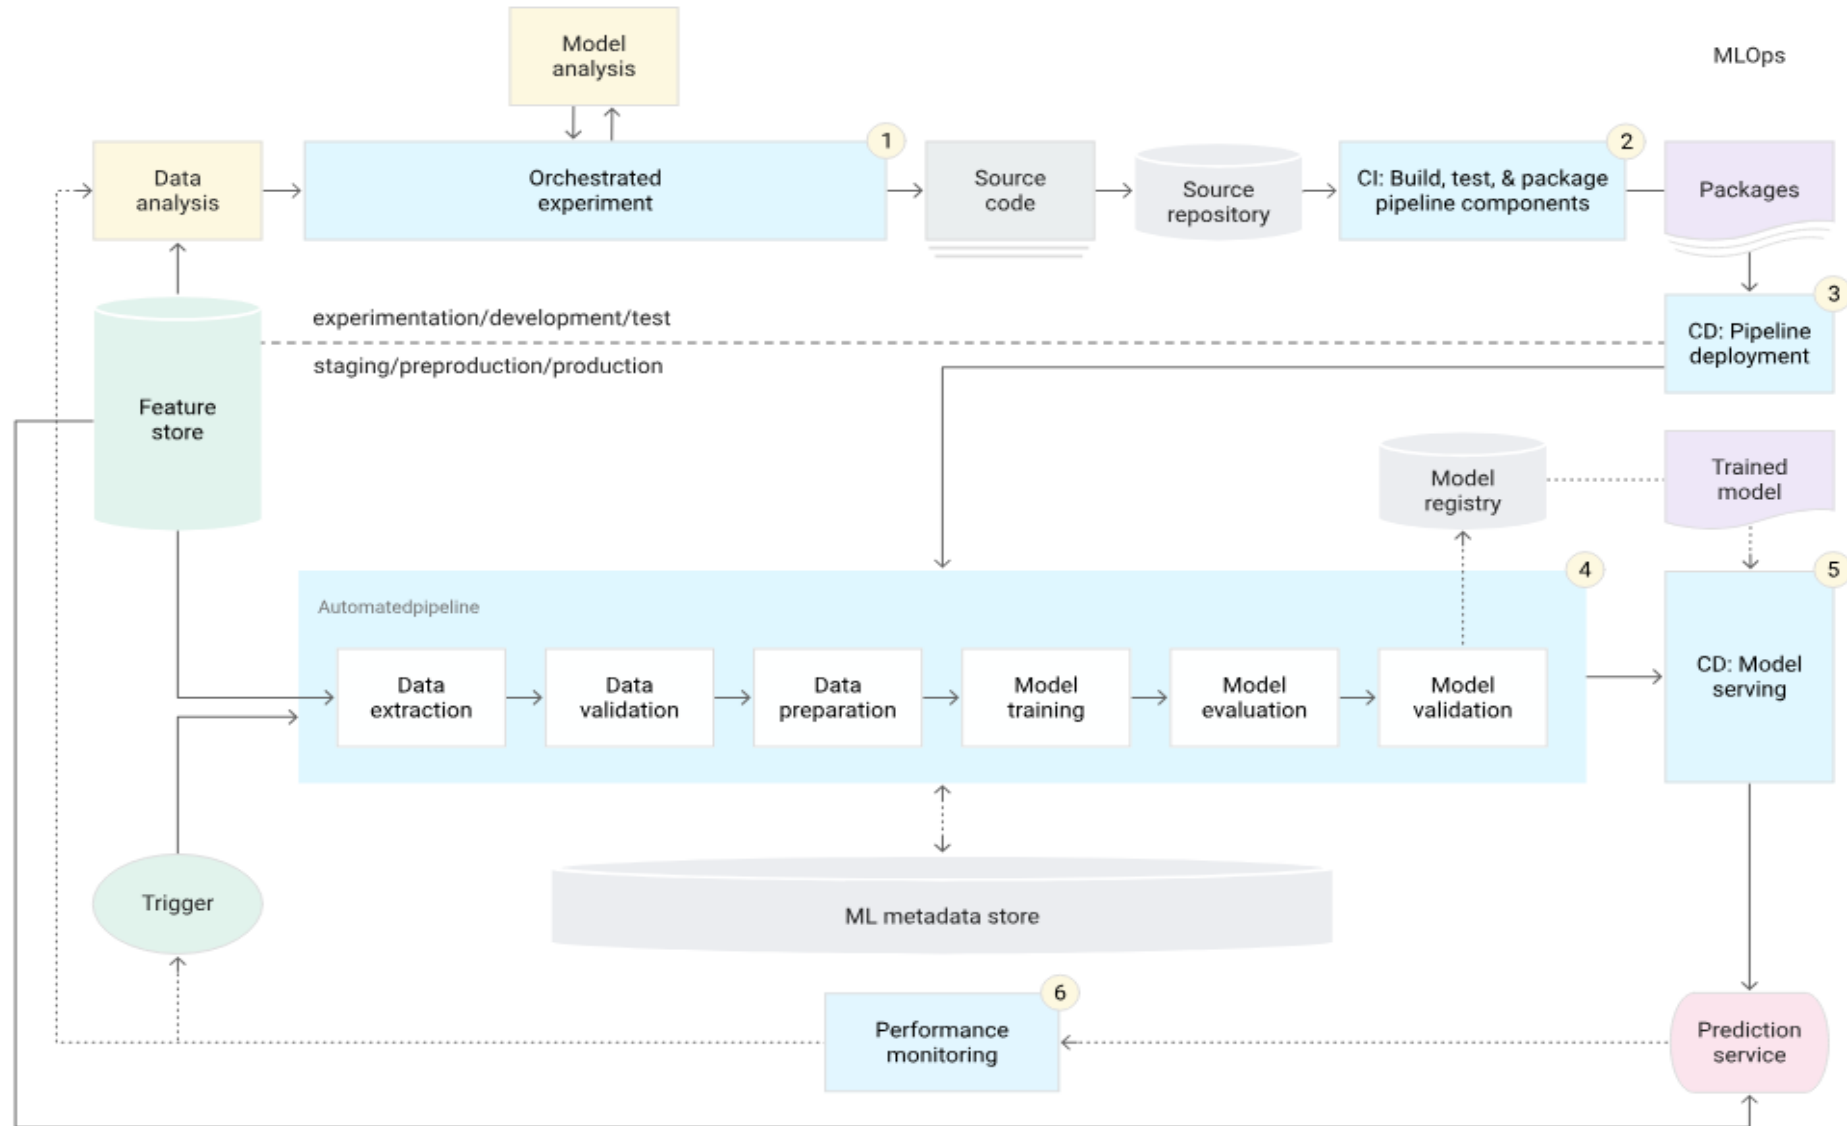 Model
analysis
MLOps
1
2
Data
analysis
Orchestrated
experiment
Source
code
Source
repository
CI: Build, test, & package
pipeline components
Packages
3
experimentation/development/test
CD: Pipeline
deployment
staging/preproduction/production
Feature
store
Model
registry
Trained
model
4
5
Automatedpipeline
Data
extraction
Data
validation
Data
preparation
Model
training
Model
evaluation
Model
validation
CD: Model
serving
Trigger
ML metadata store
6
Performance
monitoring
Prediction
service